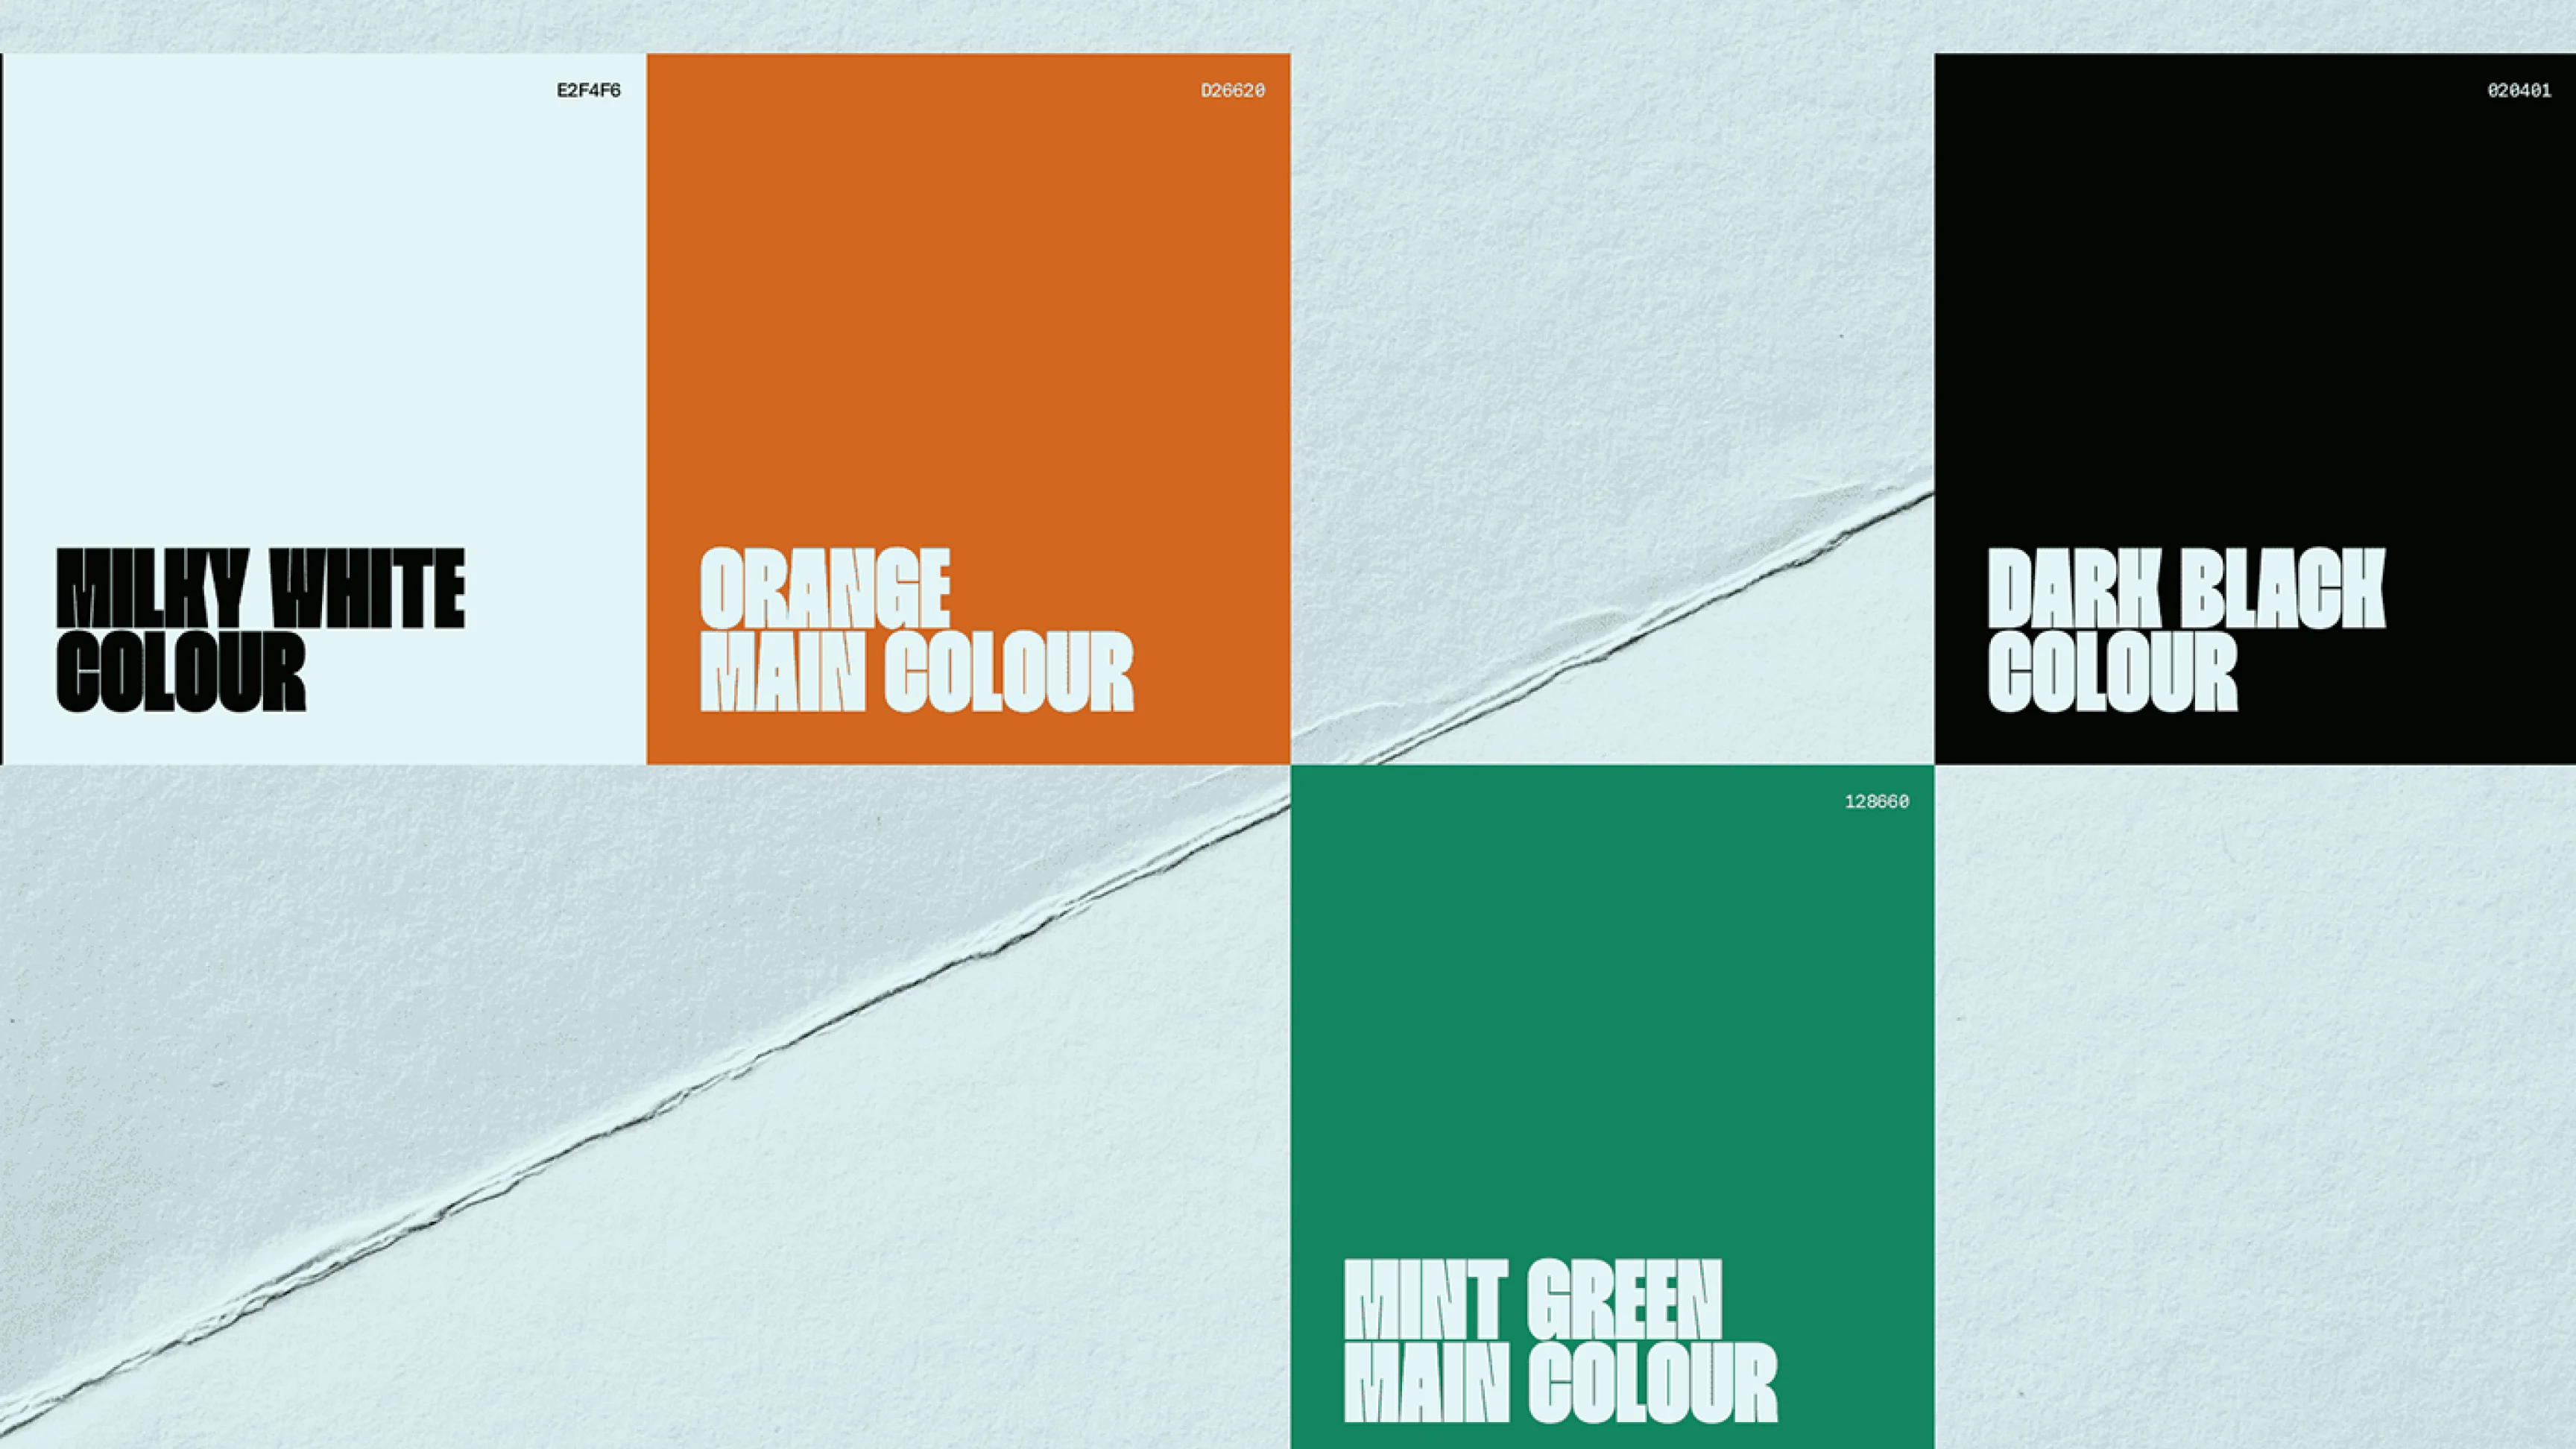 E2F4F6
MILKY WHITE
COLOUR
D26620
ORANGE
MAIN COLOUR
020401
DARK BLACK
COLOUR
128660
MINT GREEN
MAIN COLOUR